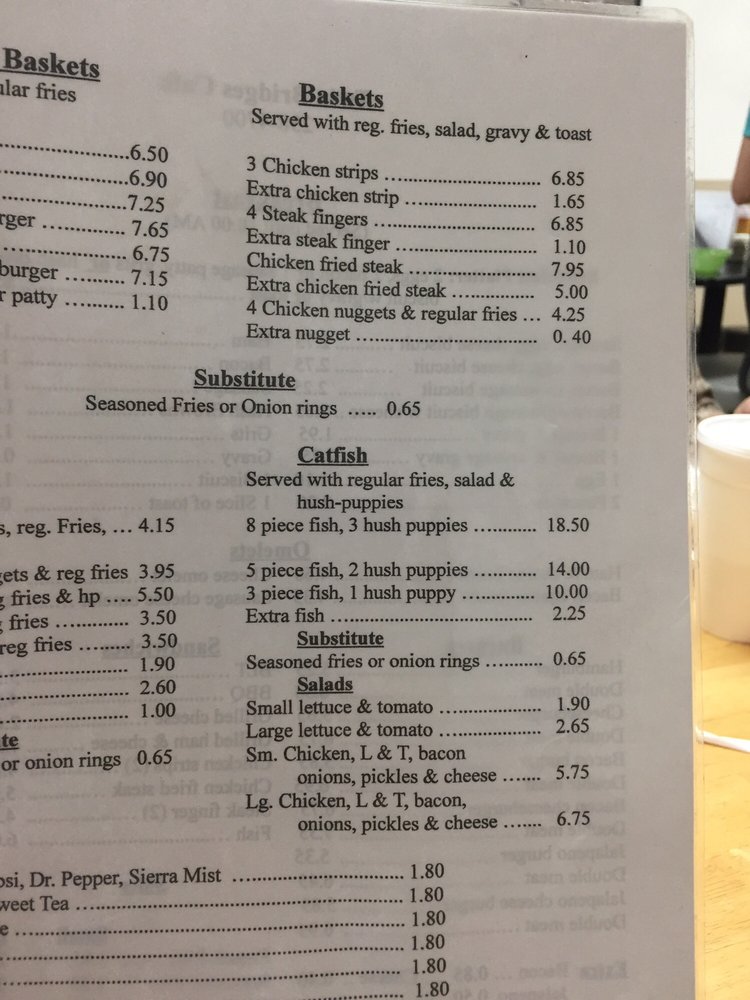 Baskets
ular fries
..........................6.50
..........................6.90
..........................7.25
rger ............... 7.65
.......................... 6.75
burger ........... 7.15
r patty .......... 1.10
Baskets
Served with reg. fries, salad, gravy & toast
3 Chicken strips ................................ 6.85
Extra chicken strip ........................... 1.65
4 Steak fingers .................................. 6.85
Extra steak finger .............................. 1.10
Chicken fried steak ........................... 7.95
Extra chicken fried steak ................. 5.00
4 Chicken nuggets & regular fries ... 4.25
Extra nugget ...................................... 0. 40
Substitute
Seasoned Fries or Onion rings ..... 0.65
s, reg. Fries, ... 4.15
gets & reg fries 3.95
g fries & hp .... 5.50
g fries .............. 3.50
reg fries .......... 3.50
.......................... 1.90
.......................... 2.60
.......................... 1.00
te
or onion rings 0.65
Catfish
Served with regular fries, salad &
hush-puppies
8 piece fish, 3 hush puppies ............ 18.50
5 piece fish, 2 hush puppies ............ 14.00
3 piece fish, 1 hush puppy ............... 10.00
Extra fish .......................................... 2.25
Substitute
Seasoned fries or onion rings ........... 0.65
Salads
Small lettuce & tomato ..................... 1.90
Large lettuce & tomato ..................... 2.65
Sm. Chicken, L & T, bacon
onions, pickles & cheese ....... 5.75
Lg. Chicken, L & T, bacon,
onions, pickles & cheese ....... 6.75
psi, Dr. Pepper, Sierra Mist .................................. 1.80
weet Tea ................................................................. 1.80
e ............................................................................. 1.80
................................................................................ 1.80
................................................................................ 1.80
................................................................................ 1.80